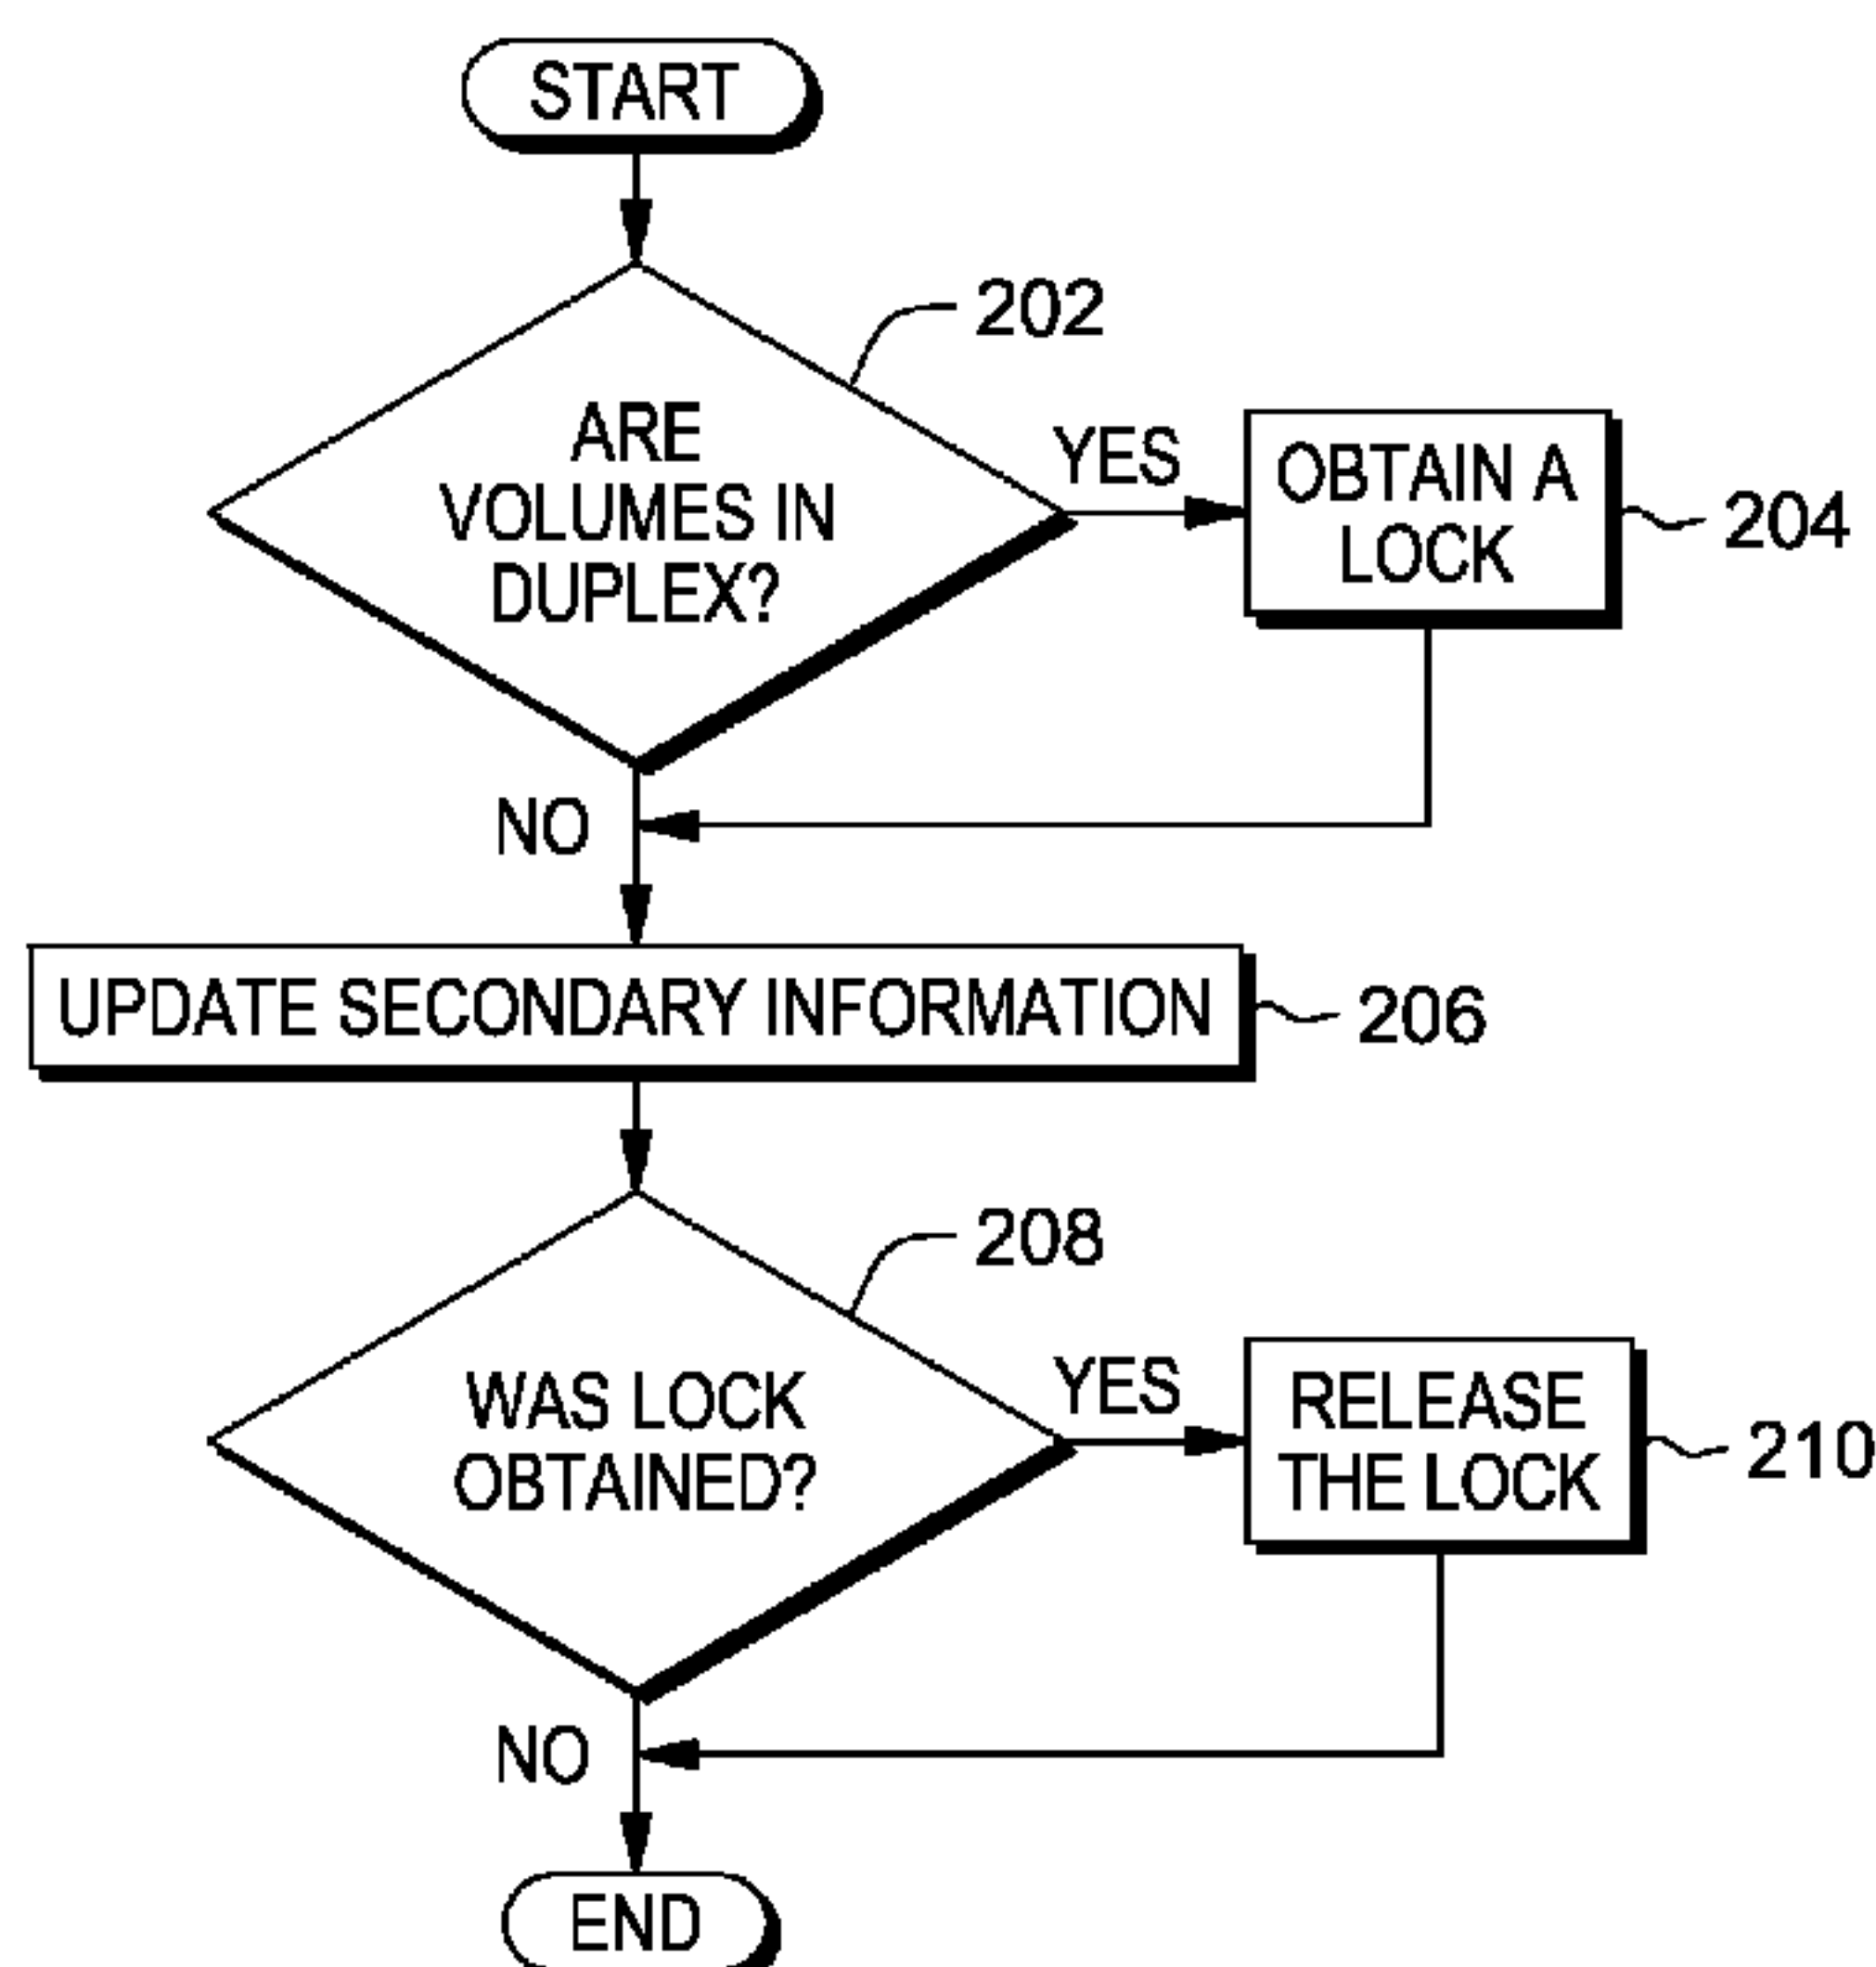 START
202
ARE
VOLUMES IN
DUPLEX?
YES
OBTAIN A
LOCK
204
NO
UPDATE SECONDARY INFORMATION
206
208
WAS LOCK
OBTAINED?
YES
RELEASE
THE LOCK
210
NO
END